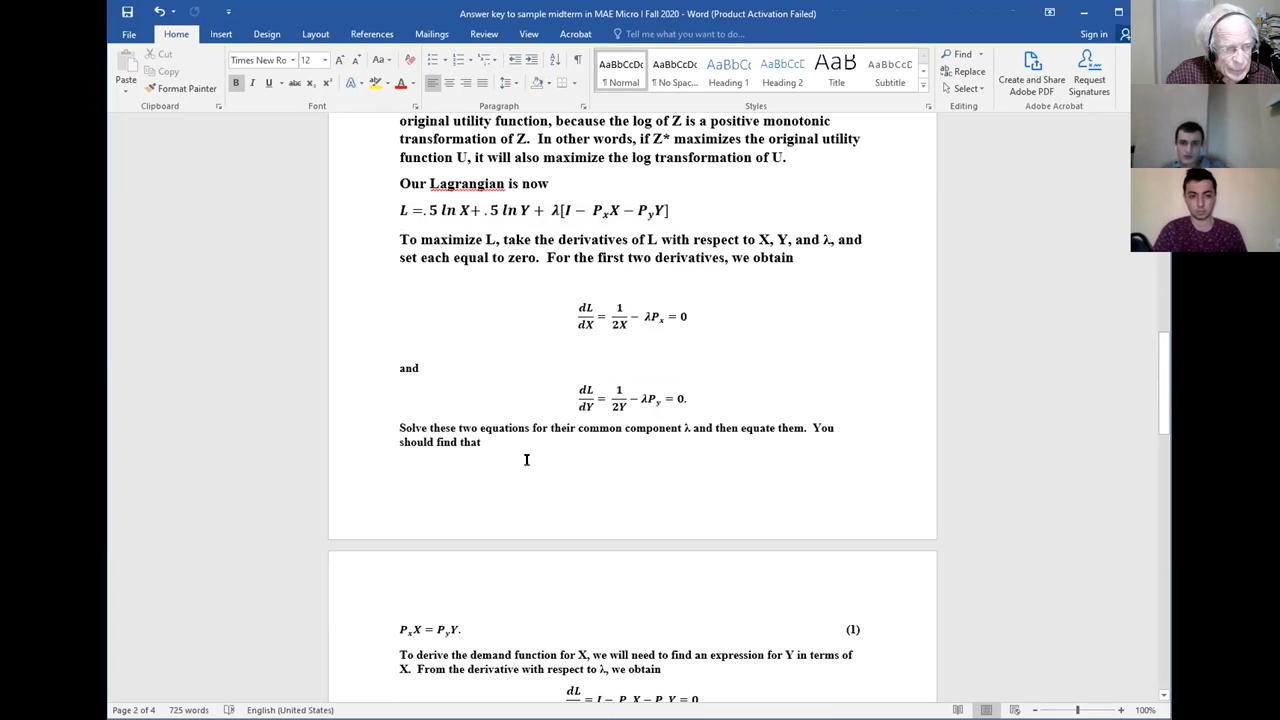 Answer key to sample midterm in MAE Micro I Fall 2020 - Word (Product Activation Failed)
File Home Insert Design Layout References Mailings Review View Acrobat Tell me what you want to do... Sign in
Paste Cut Copy Format Painter
Times New Ro 12
AaBbCcDc AaBbCcDc AaBbCc AaBbCcC AaB AaBbCcC
¶ Normal ¶ No Spac... Heading 1 Heading 2 Title Subtitle
Find Replace Select
Create and Share Adobe PDF Request Signatures
Clipboard Font Paragraph Styles Editing Adobe Acrobat
original utility function, because the log of Z is a positive monotonic
transformation of Z. In other words, if Z* maximizes the original utility
function U, it will also maximize the log transformation of U.
Our Lagrangian is now
L =.5 ln X+ .5 ln Y + λ[I − PₓX − P_yY]
To maximize L, take the derivatives of L with respect to X, Y, and λ, and
set each equal to zero. For the first two derivatives, we obtain
dL/dX = 1/2X − λPₓ = 0
and
dL/dY = 1/2Y − λP_y = 0.
Solve these two equations for their common component λ and then equate them. You
should find that
PₓX = P_yY. (1)
To derive the demand function for X, we will need to find an expression for Y in terms of
X. From the derivative with respect to λ, we obtain
dL = I − P X − P Y = 0
Page 2 of 4 725 words English (United States) 100%